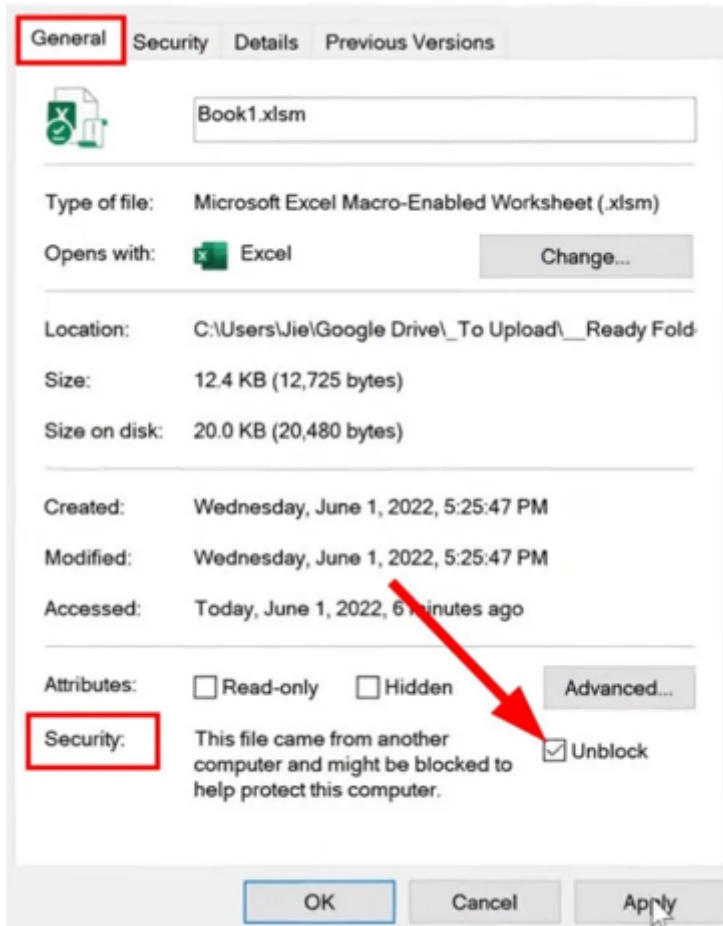 General Security Details Previous Versions
Book1.xlsm
Type of file: Microsoft Excel Macro-Enabled Worksheet (.xlsm)
Opens with: Excel Change...
Location: C:\Users\Jie\Google Drive\_To Upload\__Ready Fold
Size: 12.4 KB (12,725 bytes)
Size on disk: 20.0 KB (20,480 bytes)
Created: Wednesday, June 1, 2022, 5:25:47 PM
Modified: Wednesday, June 1, 2022, 5:25:47 PM
Accessed: Today, June 1, 2022, 6 minutes ago
Attributes: Read-only Hidden Advanced...
Security: This file came from another
computer and might be blocked to
help protect this computer.
Unblock
OK Cancel Apply